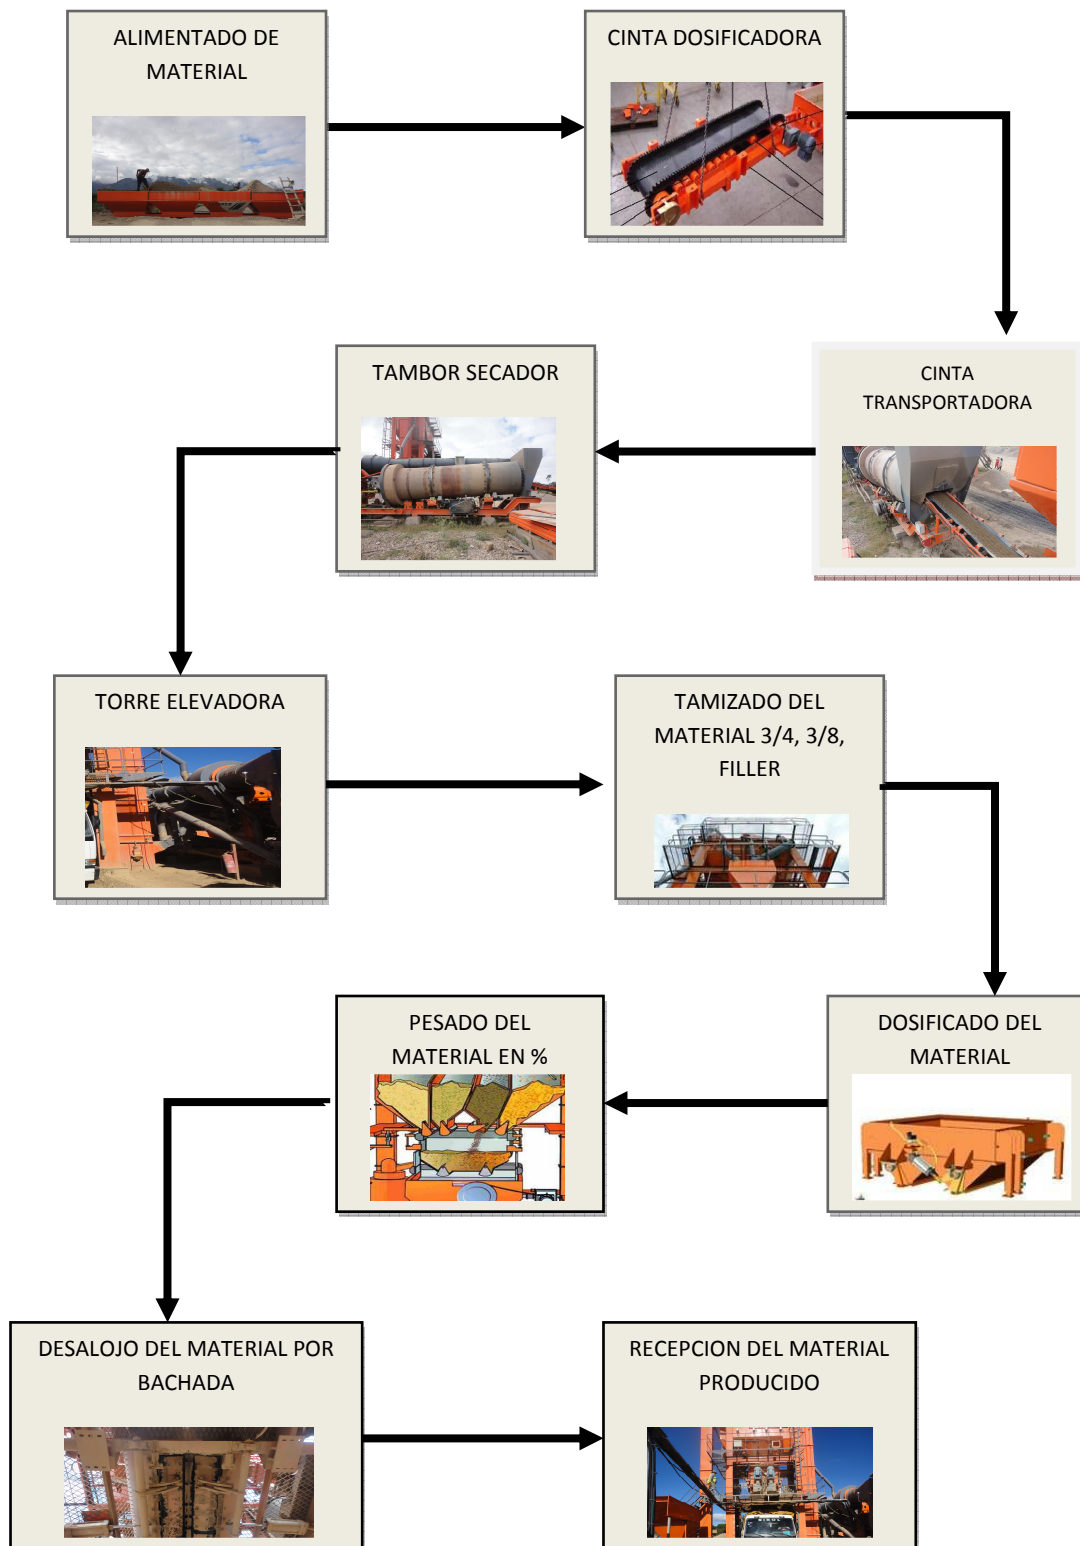 ALIMENTADO DE
MATERIAL
CINTA DOSIFICADORA
CINTA
TRANSPORTADORA
TAMBOR SECADOR
TORRE ELEVADORA
TAMIZADO DEL
MATERIAL 3/4, 3/8,
FILLER
DOSIFICADO DEL
MATERIAL
PESADO DEL
MATERIAL EN %
DESALOJO DEL MATERIAL POR
BACHADA
RECEPCION DEL MATERIAL
PRODUCIDO